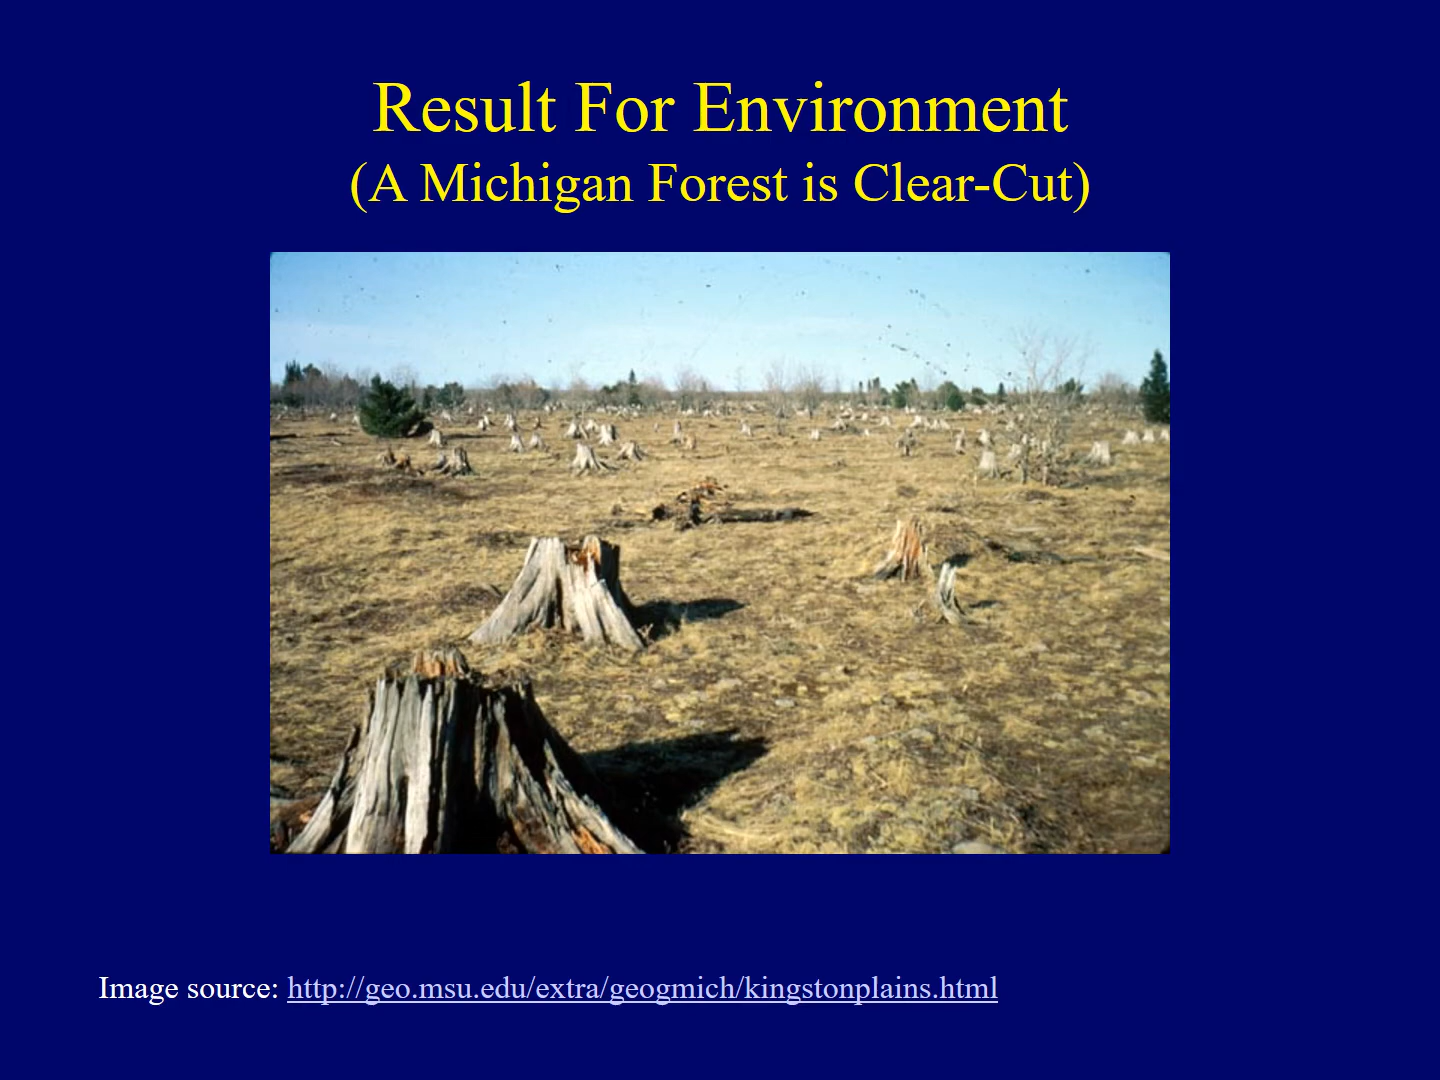 Result For Environment
(A Michigan Forest is Clear-Cut)
Image source: http://geo.msu.edu/extra/geogmich/kingstonplains.html